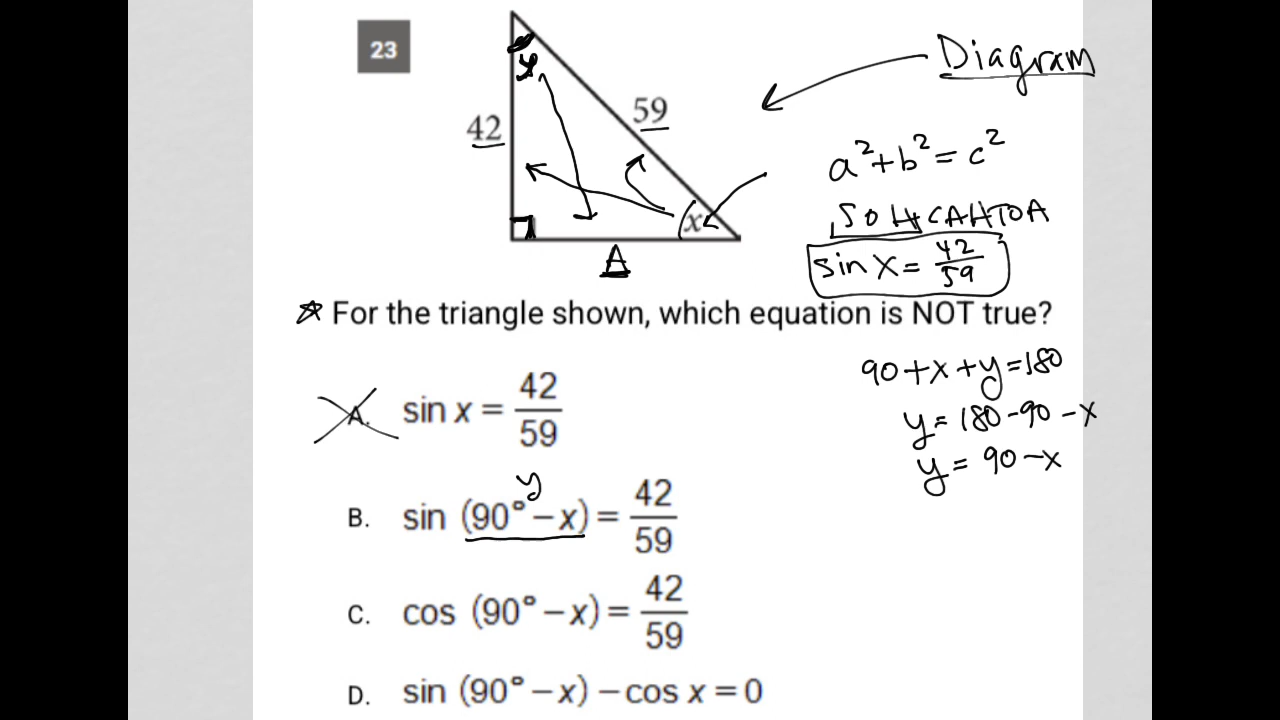 23
Diagram
y
59
42
a²+b²=c²
x
SOHCAHTOA
A
sin x = 42/59
For the triangle shown, which equation is NOT true?
90+x+y=180
A. sin x = 42/59
y=180-90-x
y=90-x
y
B. sin (90°−x) = 42/59
C. cos (90°−x) = 42/59
D. sin (90°−x) − cos x = 0